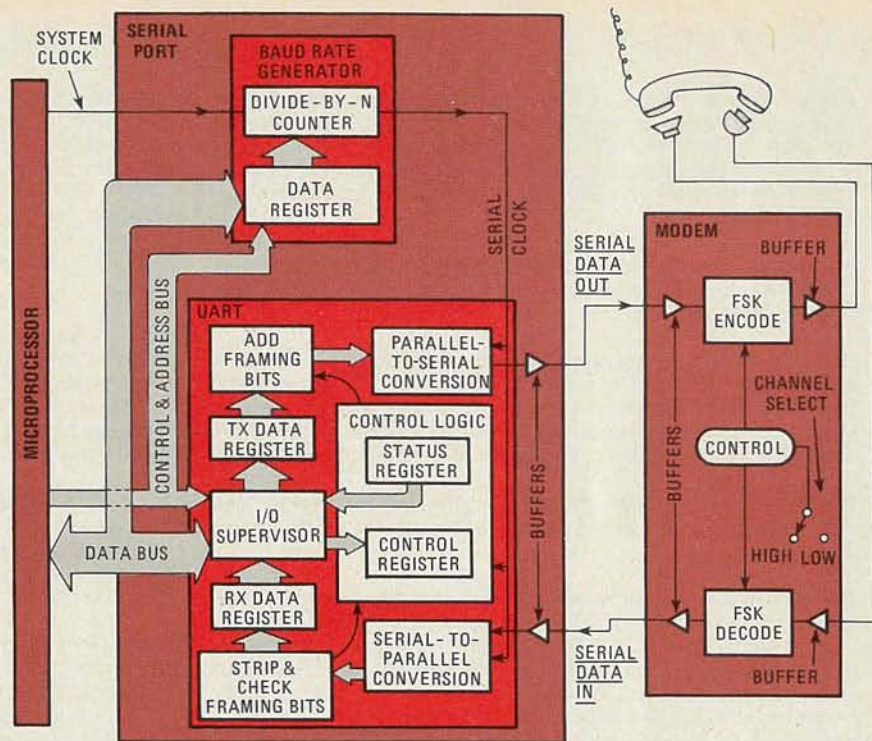 SYSTEM
CLOCK
SERIAL
PORT
BAUD RATE
GENERATOR
DIVIDE-BY-N
COUNTER
DATA
REGISTER
SERIAL
CLOCK
MICROPROCESSOR
CONTROL & ADDRESS BUS
DATA BUS
UART
ADD
FRAMING
BITS
PARALLEL-
TO-SERIAL
CONVERSION
TX DATA
REGISTER
CONTROL LOGIC
STATUS
REGISTER
I/O
SUPERVISOR
CONTROL
REGISTER
RX DATA
REGISTER
STRIP &
CHECK
FRAMING BITS
SERIAL-TO-
PARALLEL
CONVERSION
BUFFERS
SERIAL
DATA
OUT
SERIAL
DATA
IN
MODEM
BUFFER
FSK
ENCODE
CHANNEL
SELECT
BUFFERS
CONTROL
HIGH LOW
FSK
DECODE
BUFFER